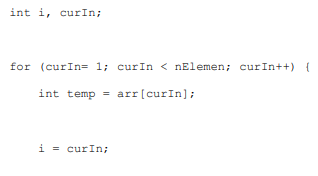 int i, curIn;
for (curIn= 1; curIn < nElemen; curIn++) {
int temp = arr[curIn];
i = curIn;